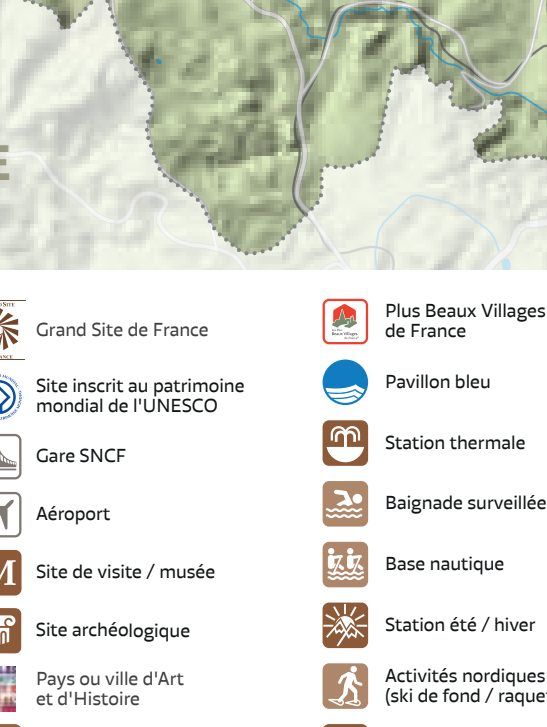 E
Grand Site de France
Site inscrit au patrimoine
mondial de l'UNESCO
Gare SNCF
Aéroport
M
Site de visite / musée
Site archéologique
Pays ou ville d'Art
et d'Histoire
Plus Beaux Villages
de France
Pavillon bleu
Station thermale
Baignade surveillée
Base nautique
Station été / hiver
Activités nordiques
(ski de fond /